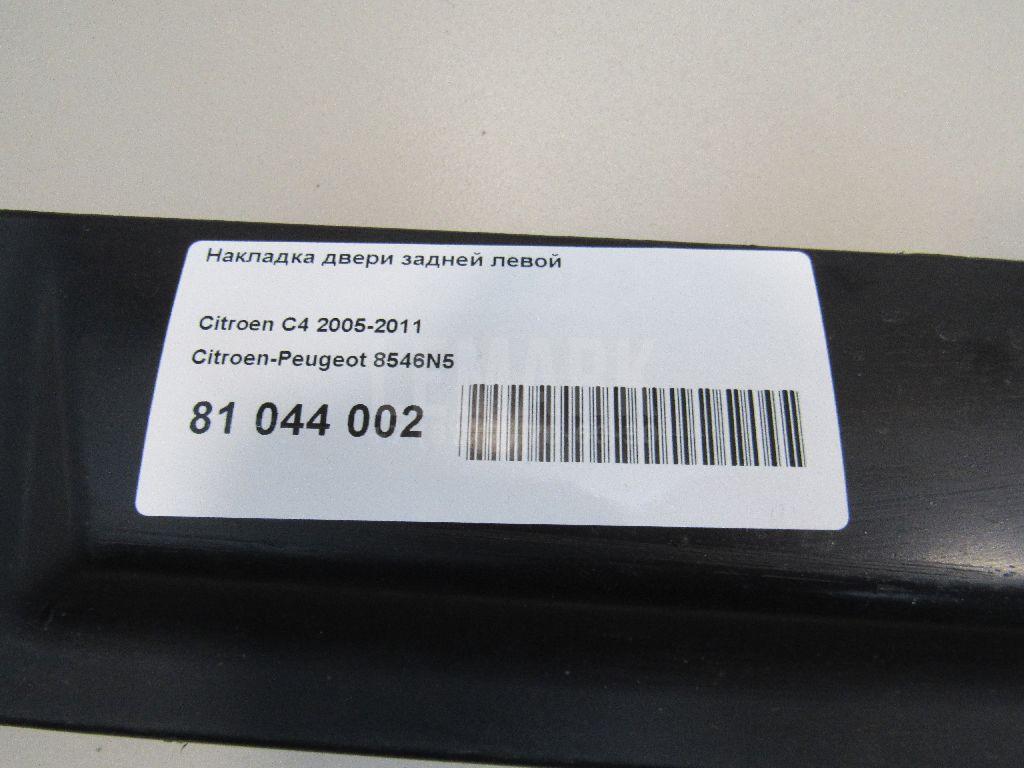 Накладка двери задней левой
Citroen C4 2005-2011
Citroen-Peugeot 8546N5
81 044 002